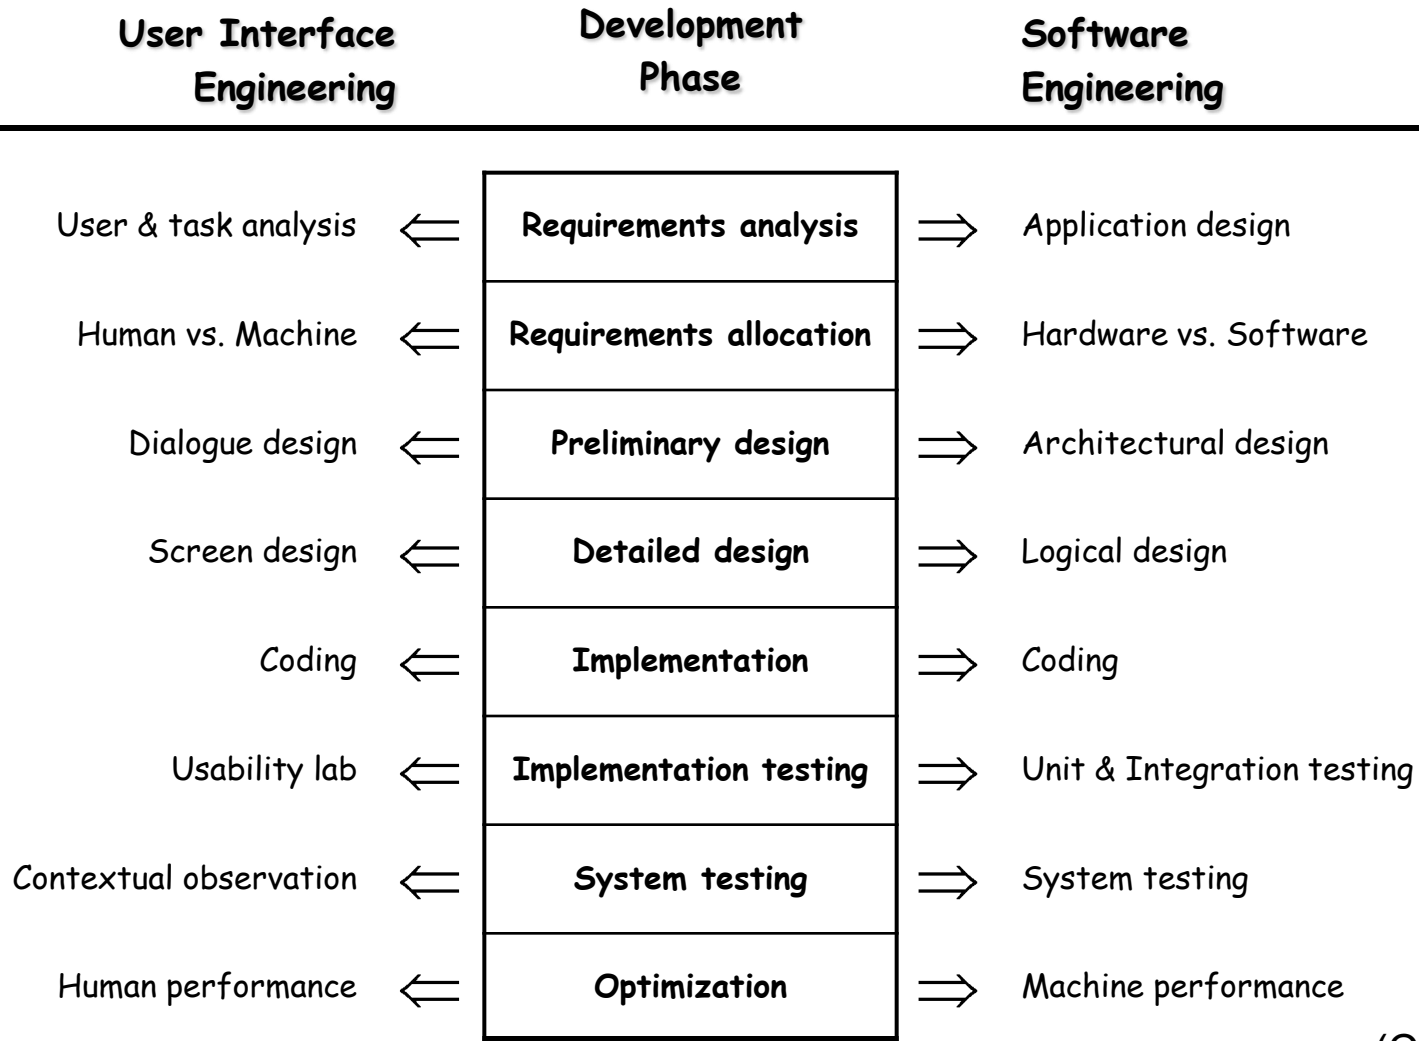 User Interface Engineering
Development Phase
Software Engineering
User & task analysis ⇐ Requirements analysis ⇒ Application design
Human vs. Machine ⇐ Requirements allocation ⇒ Hardware vs. Software
Dialogue design ⇐ Preliminary design ⇒ Architectural design
Screen design ⇐ Detailed design ⇒ Logical design
Coding ⇐ Implementation ⇒ Coding
Usability lab ⇐ Implementation testing ⇒ Unit & Integration testing
Contextual observation ⇐ System testing ⇒ System testing
Human performance ⇐ Optimization ⇒ Machine performance